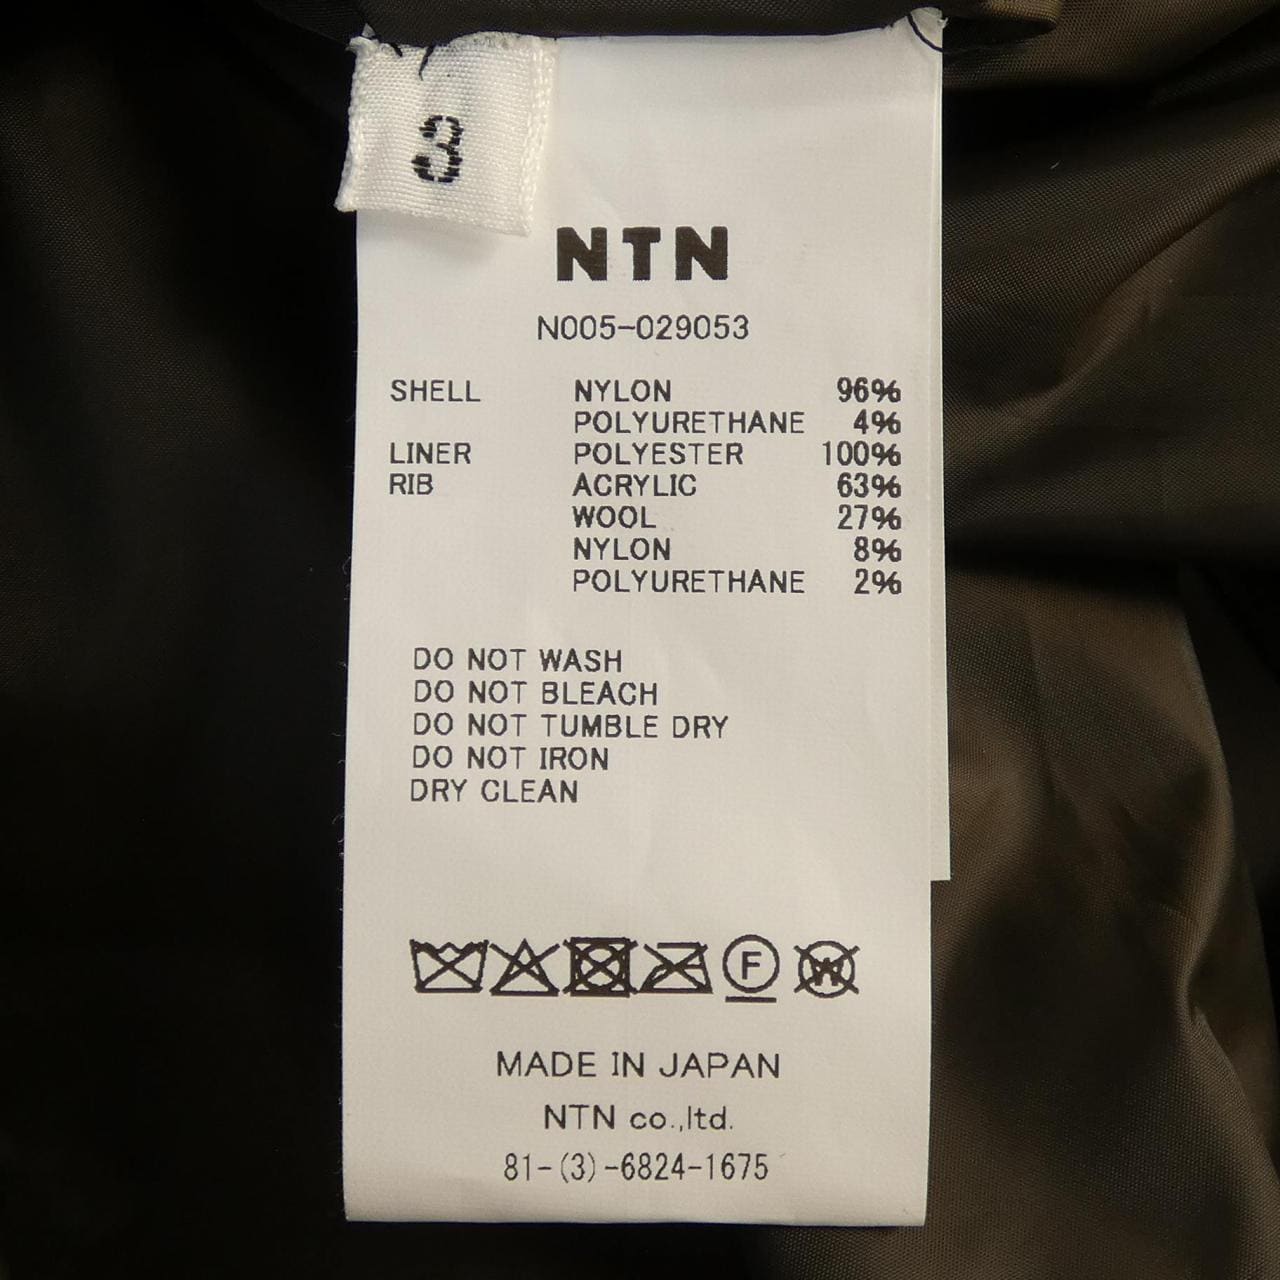 3
NTN
N005-029053
SHELL NYLON 96%
POLYURETHANE 4%
LINER POLYESTER 100%
RIB ACRYLIC 63%
WOOL 27%
NYLON 8%
POLYURETHANE 2%
DO NOT WASH
DO NOT BLEACH
DO NOT TUMBLE DRY
DO NOT IRON
DRY CLEAN
F W
MADE IN JAPAN
NTN co.,ltd.
81-(3)-6824-1675